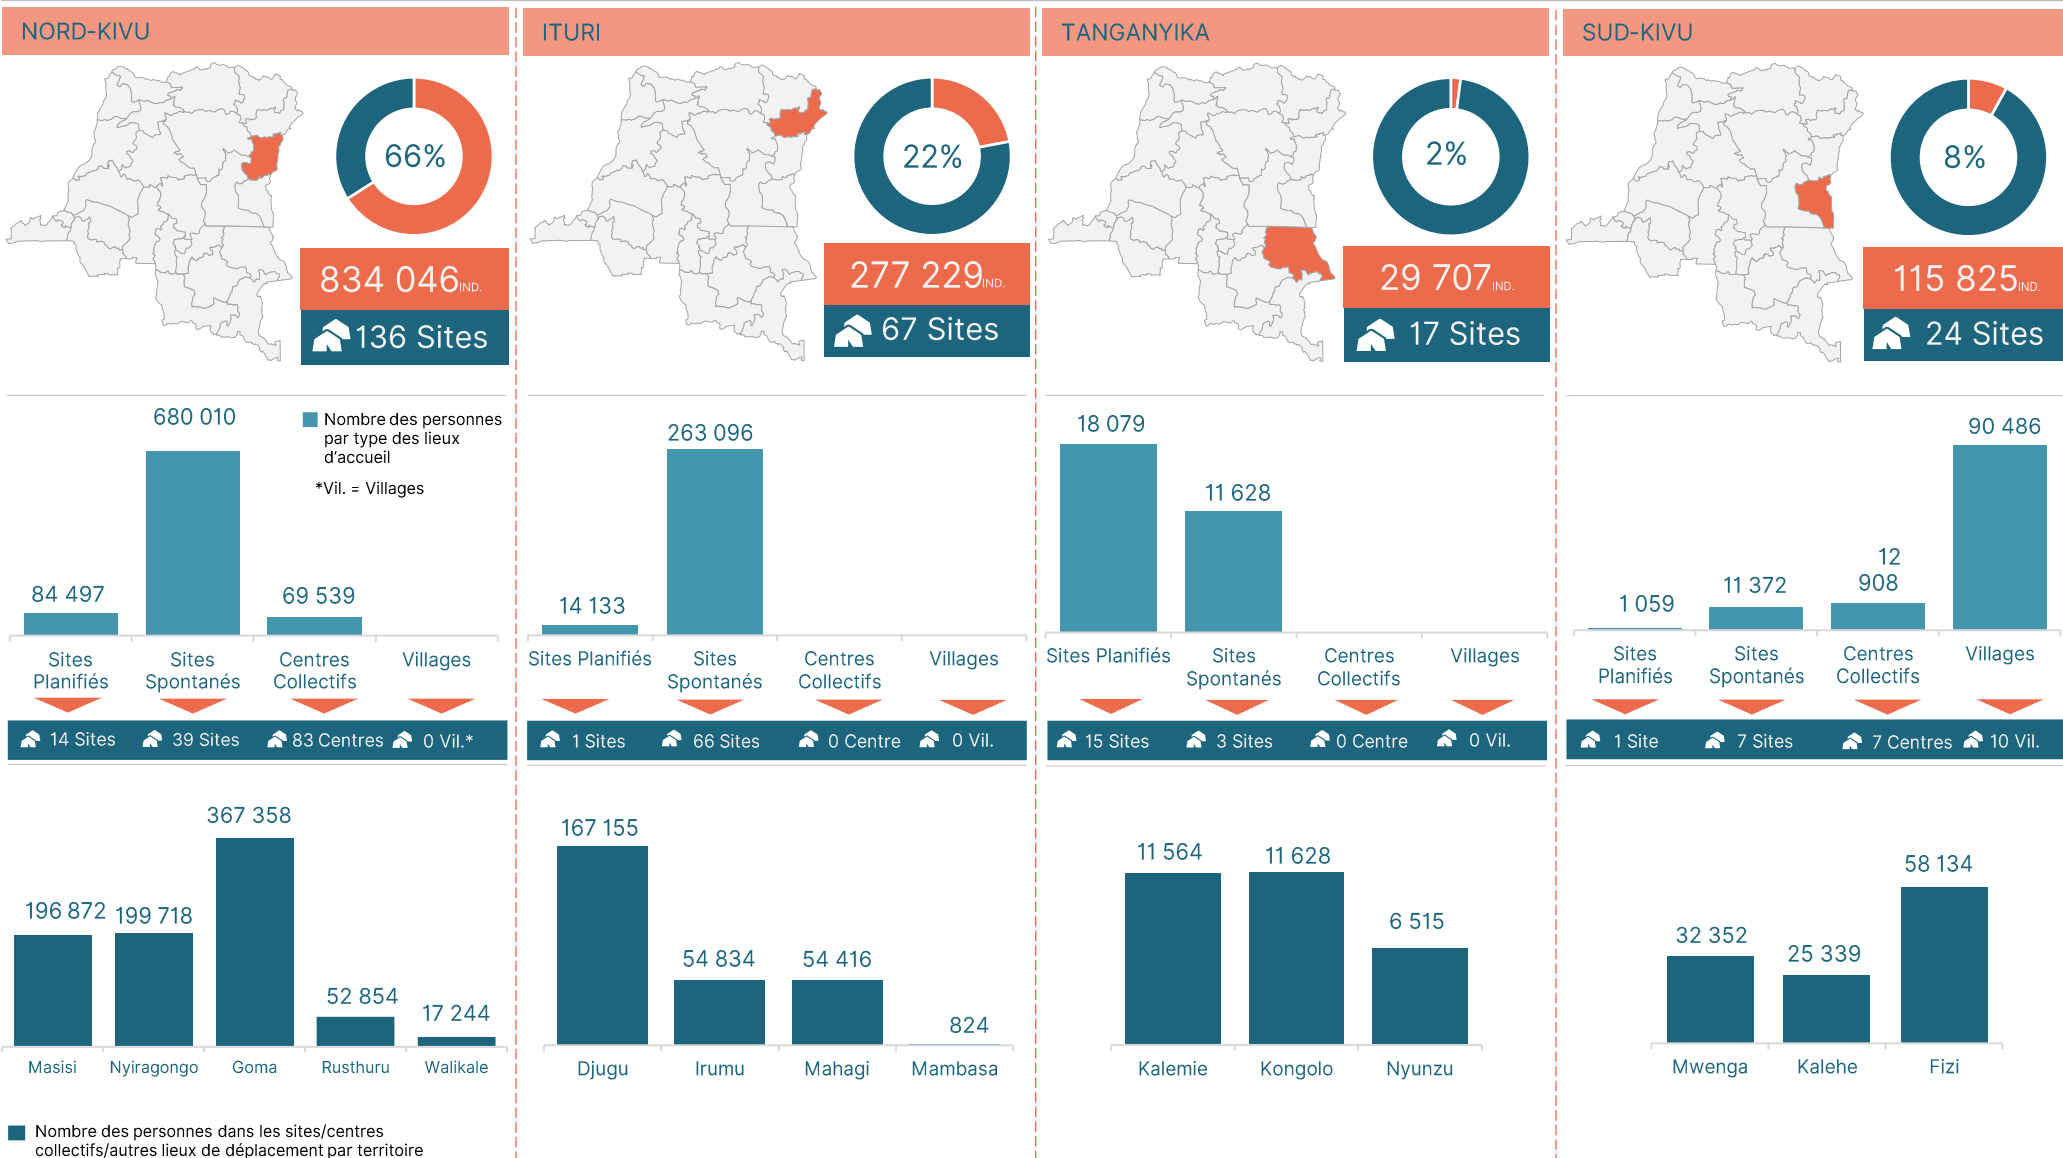 NORD-KIVU
66%
834 046 IND.
136 Sites
680 010
Nombre des personnes
par type des lieux
d'accueil
*Vil. = Villages
84 497
69 539
Sites
Planifiés
Sites
Spontanés
Centres
Collectifs
Villages
14 Sites
39 Sites
83 Centres
0 Vil.*
367 358
196 872
199 718
52 854
17 244
Masisi
Nyiragongo
Goma
Rusthuru
Walikale
Nombre des personnes dans les sites/centres
collectifs/autres lieux de déplacement par territoire
ITURI
22%
277 229 IND.
67 Sites
263 096
14 133
Sites Planifiés
Sites
Spontanés
Centres
Collectifs
Villages
1 Sites
66 Sites
0 Centre
0 Vil.
167 155
54 834
54 416
824
Djugu
Irumu
Mahagi
Mambasa
TANGANYIKA
2%
29 707 IND.
17 Sites
18 079
11 628
Sites Planifiés
Sites
Spontanés
Centres
Collectifs
Villages
15 Sites
3 Sites
0 Centre
0 Vil.
11 564
11 628
6 515
Kalemie
Kongolo
Nyunzu
SUD-KIVU
8%
115 825 IND.
24 Sites
90 486
12
908
11 372
1 059
Sites
Planifiés
Sites
Spontanés
Centres
Collectifs
Villages
1 Site
7 Sites
7 Centres
10 Vil.
58 134
32 352
25 339
Mwenga
Kalehe
Fizi